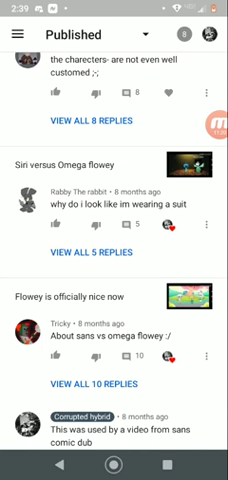 2:39
Published
8
the charecters- are not even well
customed ;-;
8
VIEW ALL 8 REPLIES
Siri versus Omega flowey
Rabby The rabbit • 8 months ago
why do i look like im wearing a suit
5
VIEW ALL 5 REPLIES
Flowey is officially nice now
Tricky • 8 months ago
About sans vs omega flowey :/
10
VIEW ALL 10 REPLIES
Corrupted hybrid • 8 months ago
This was used by a video from sans
comic dub